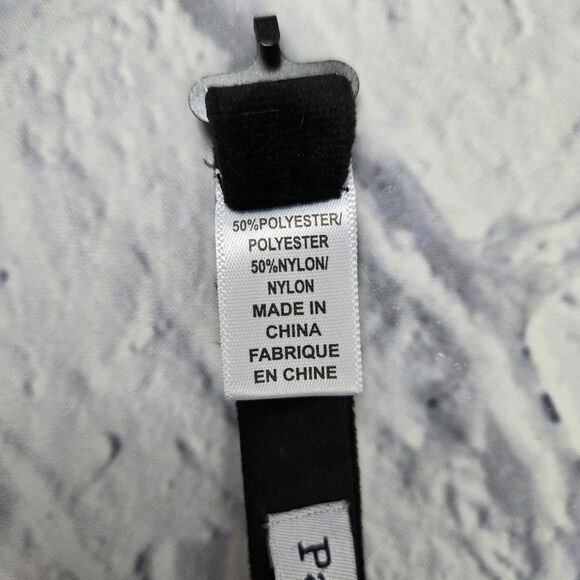 50%POLYESTER/
POLYESTER
50%NYLON/
NYLON
MADE IN
CHINA
FABRIQUE
EN CHINE